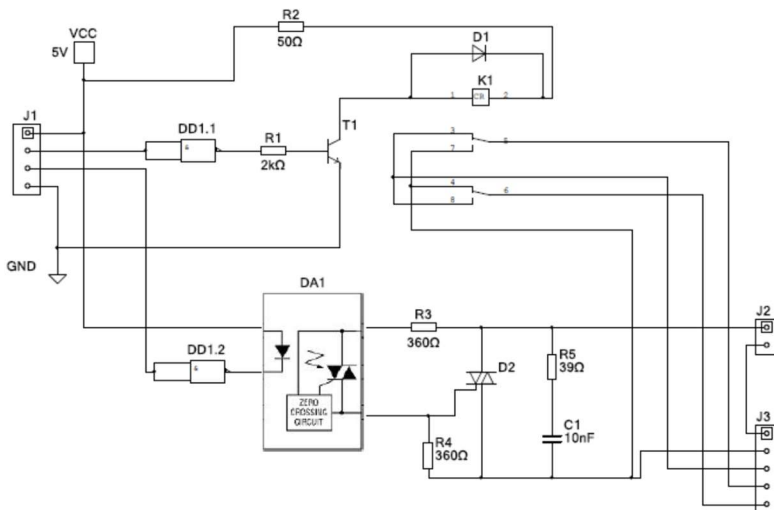 VCC
5V
R2
50Ω
D1
K1
1
CR
2
J1
DD1.1
&
R1
2kΩ
T1
3
7
5
4
8
6
GND
DA1
DD1.2
&
ZERO
CROSSING
CIRCUIT
R3
360Ω
D2
R5
39Ω
J2
R4
360Ω
C1
10nF
J3